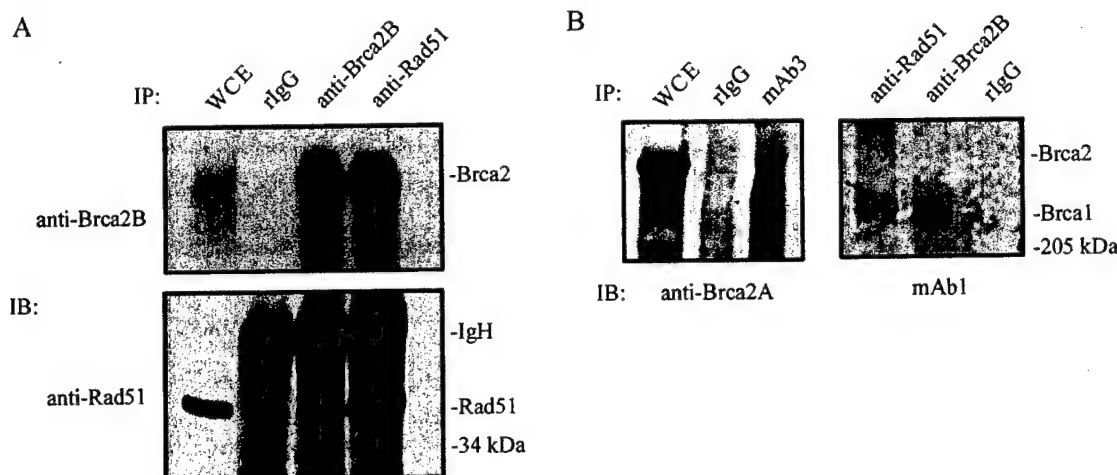 A
IP: WCE rIgG anti-Brca2B anti-Rad51
-Brca2
anti-Brca2B
IB:
-IgH
anti-Rad51
-Rad51
-34 kDa
B
IP: WCE rIgG mAb3 anti-Rad51 anti-Brca2B rIgG
-Brca2
-Brca1
-205 kDa
IB: anti-Brca2A mAb1